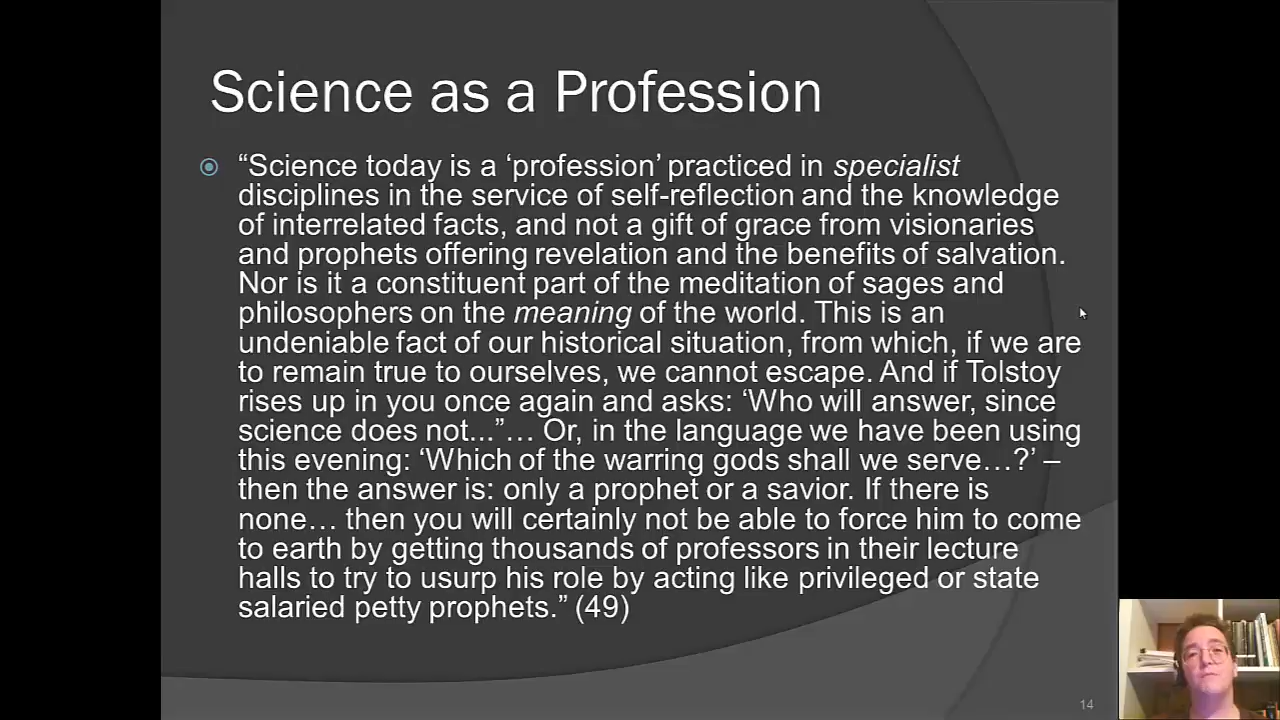 Science as a Profession
“Science today is a ‘profession’ practiced in specialist
disciplines in the service of self-reflection and the knowledge
of interrelated facts, and not a gift of grace from visionaries
and prophets offering revelation and the benefits of salvation.
Nor is it a constituent part of the meditation of sages and
philosophers on the meaning of the world. This is an
undeniable fact of our historical situation, from which, if we are
to remain true to ourselves, we cannot escape. And if Tolstoy
rises up in you once again and asks: ‘Who will answer, since
science does not...”… Or, in the language we have been using
this evening: ‘Which of the warring gods shall we serve…?’ –
then the answer is: only a prophet or a savior. If there is
none… then you will certainly not be able to force him to come
to earth by getting thousands of professors in their lecture
halls to try to usurp his role by acting like privileged or state
salaried petty prophets.” (49)
14